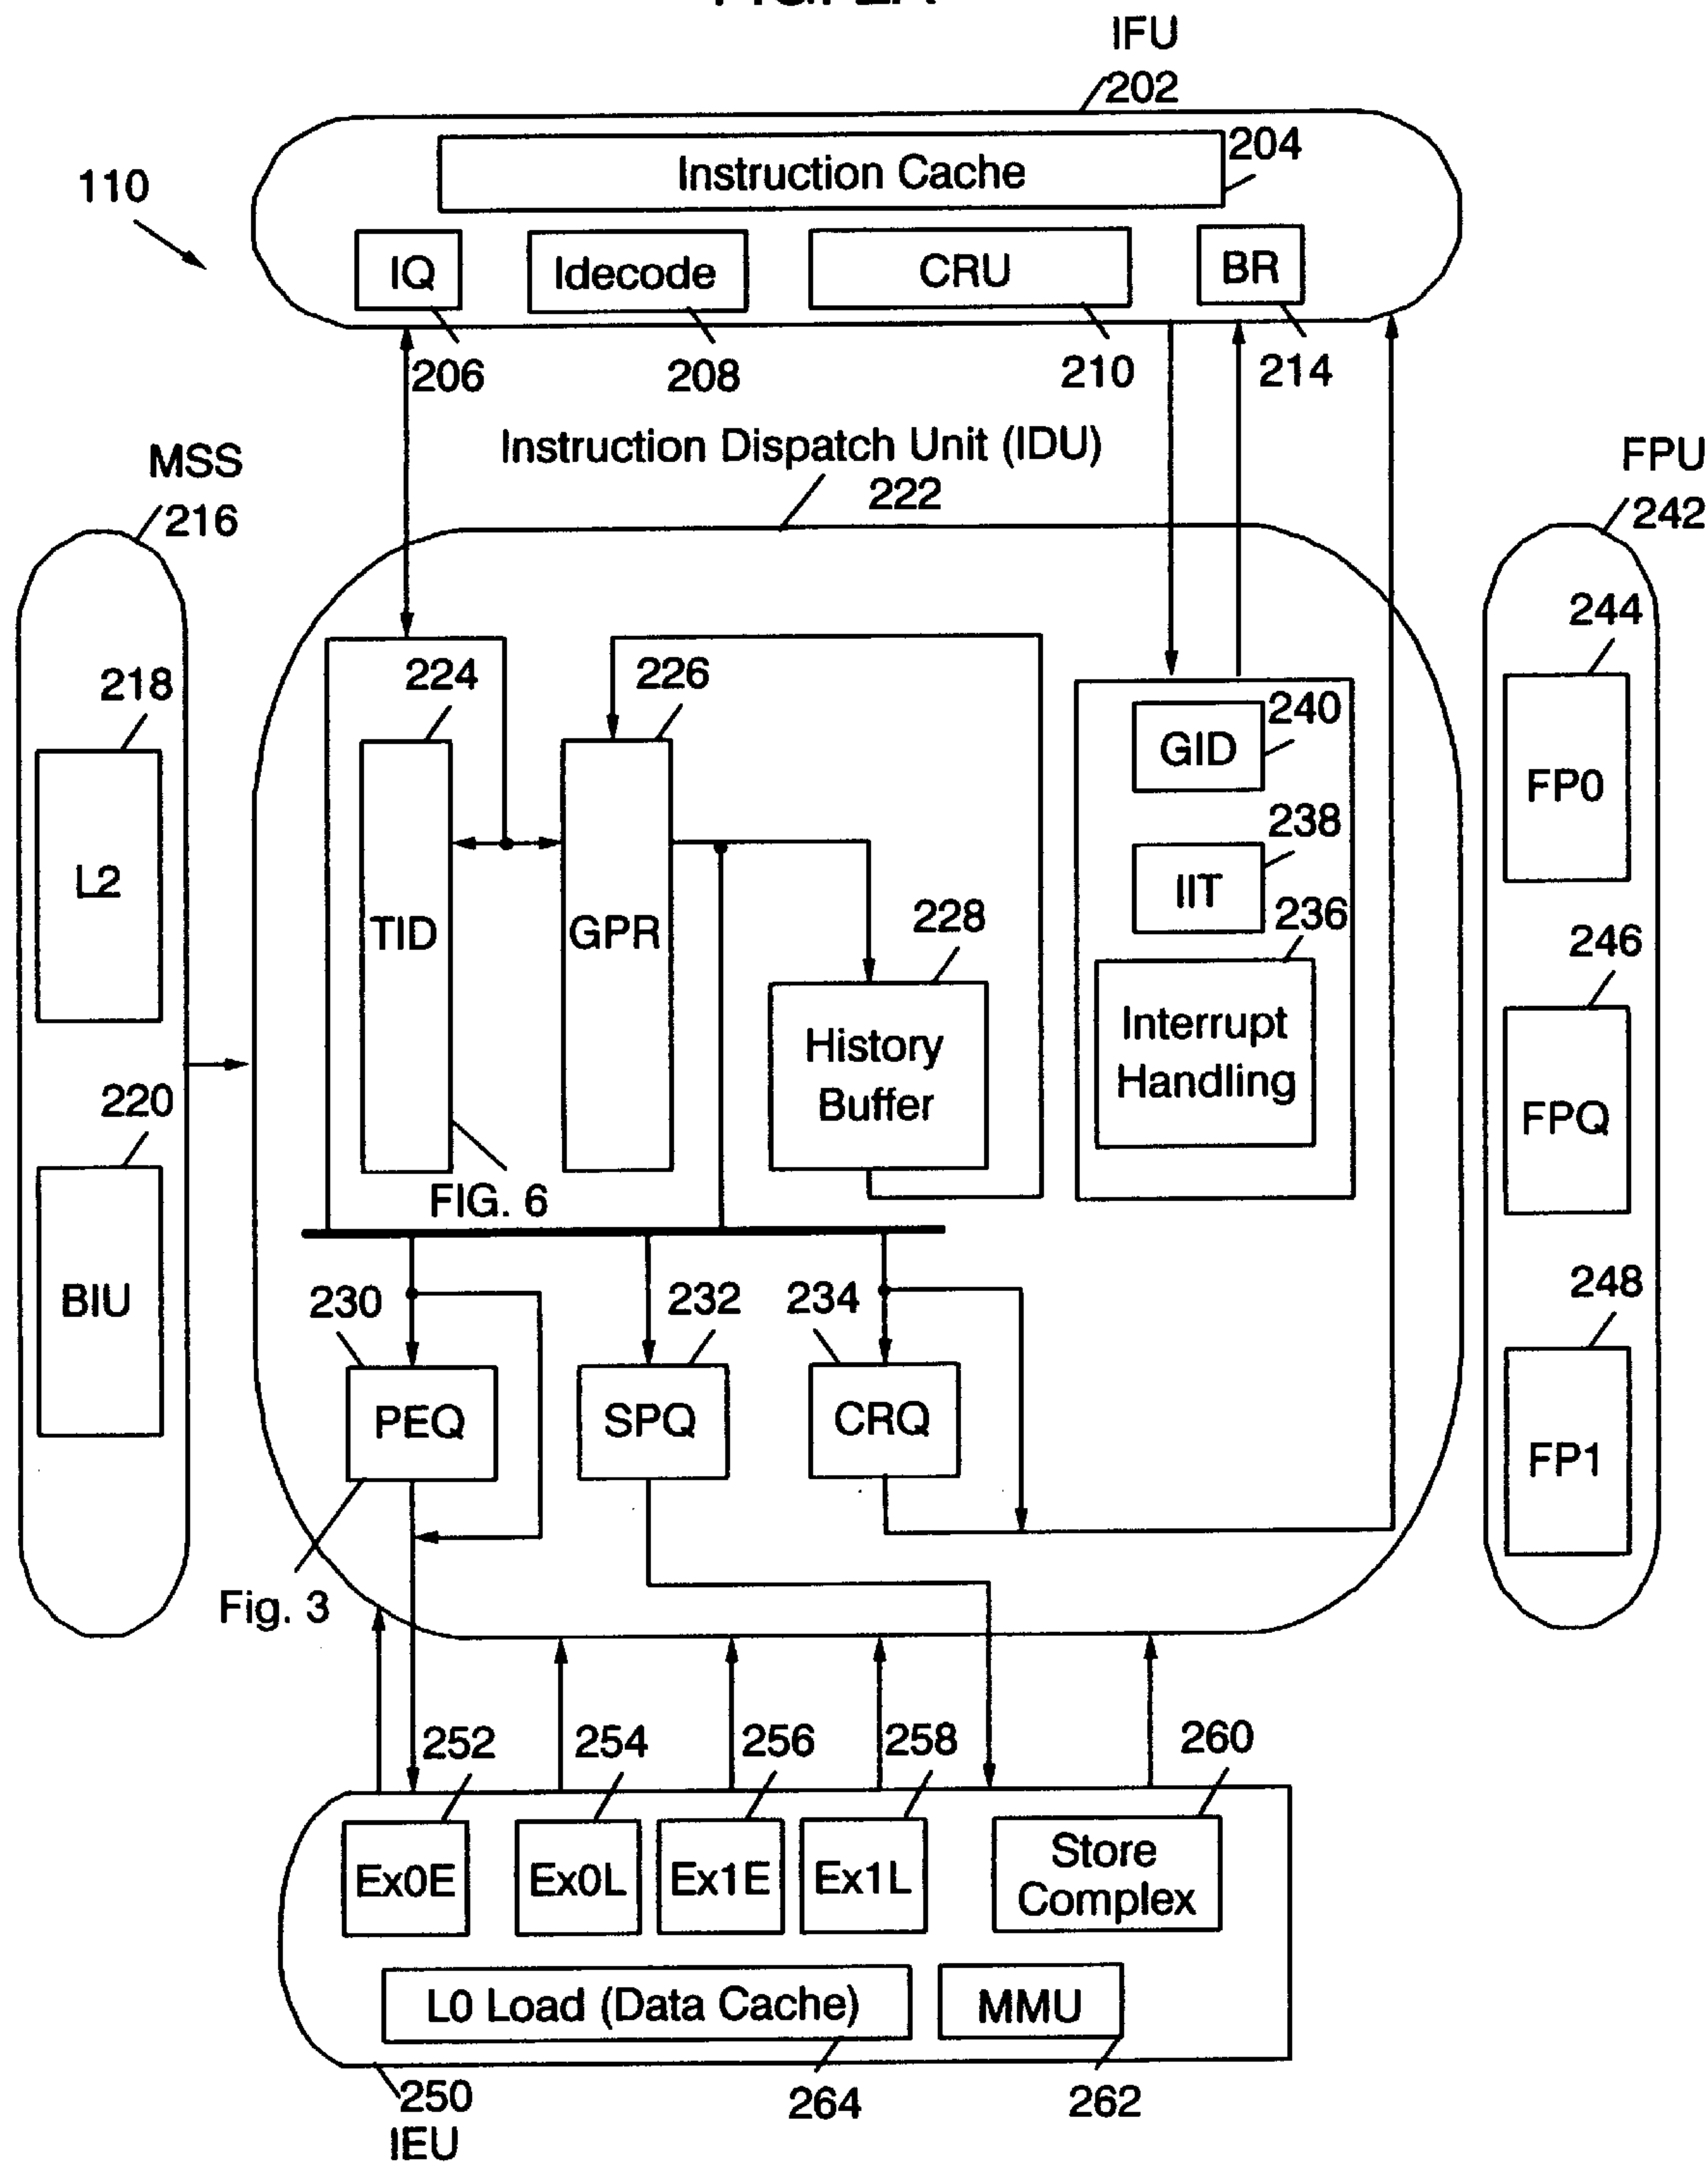 IFU
202
Instruction Cache
204
110
IQ
Idecode
CRU
BR
206
208
210
214
Instruction Dispatch Unit (IDU)
222
MSS
216
FPU
242
218
224
226
240
244
GID
FP0
L2
238
IIT
TID
GPR
228
236
246
History
Buffer
Interrupt
Handling
220
FPQ
FIG. 6
BIU
230
232
234
248
PEQ
SPQ
CRQ
FP1
Fig. 3
252
254
256
258
260
Ex0E
Ex0L
Ex1E
Ex1L
Store
Complex
L0 Load (Data Cache)
MMU
250
IEU
264
262